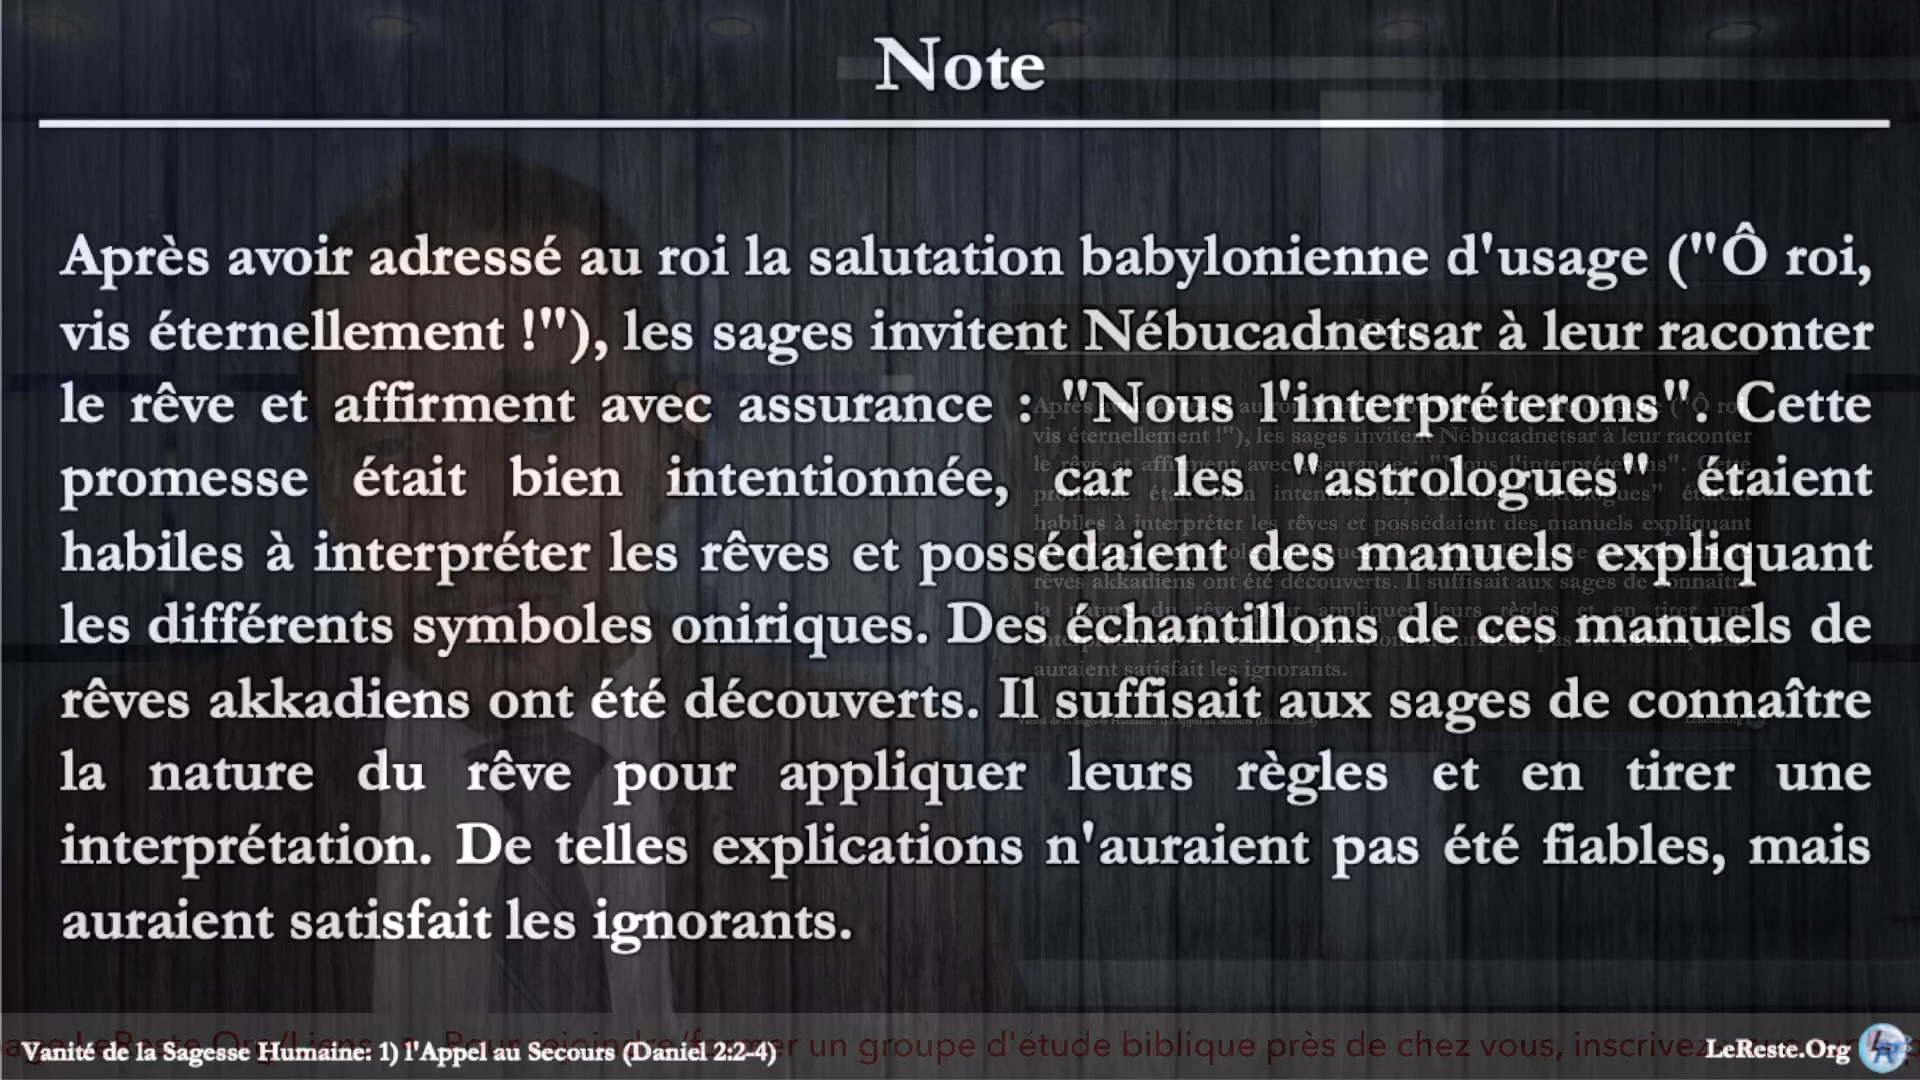 Note
Après avoir adressé au roi la salutation babylonienne d'usage ("Ô roi,
vis éternellement !"), les sages invitent Nébucadnetsar à leur raconter
le rêve et affirment avec assurance : "Nous l'interpréterons". Cette
promesse était bien intentionnée, car les "astrologues" étaient
habiles à interpréter les rêves et possédaient des manuels expliquant
les différents symboles oniriques. Des échantillons de ces manuels de
rêves akkadiens ont été découverts. Il suffisait aux sages de connaître
la nature du rêve pour appliquer leurs règles et en tirer une
interprétation. De telles explications n'auraient pas été fiables, mais
auraient satisfait les ignorants.
Vanité de la Sagesse Humaine: 1) l'Appel au Secours (Daniel 2:2-4)
un groupe d'étude biblique près de chez vous,
LeReste.Org